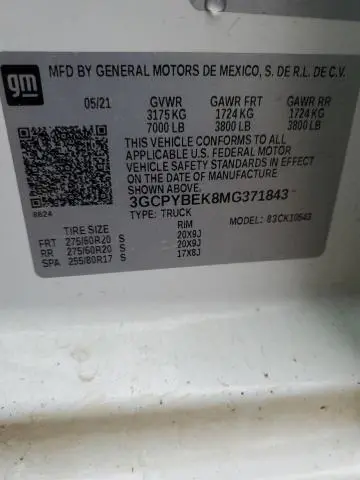 gm
MFD BY GENERAL MOTORS DE MEXICO, S. DE R.L. DE C.V.
05/21 GVWR GAWR FRT GAWR RR
3175 KG 1724 KG 1724 KG
7000 LB 3800 LB 3800 LB
THIS VEHICLE CONFORMS TO ALL
APPLICABLE U.S. FEDERAL MOTOR
VEHICLE SAFETY STANDARDS IN EFFECT
ON THE DATE OF MANUFACTURE
SHOWN ABOVE.
3GCPYBEK8MG371843
8624
TYPE: TRUCK 83CK10543
TIRE SIZE RIM
FRT 275/60R20 S 20X9J
RR 275/60R20 S 20X9J
SPA 255/80R17 S 17X8J